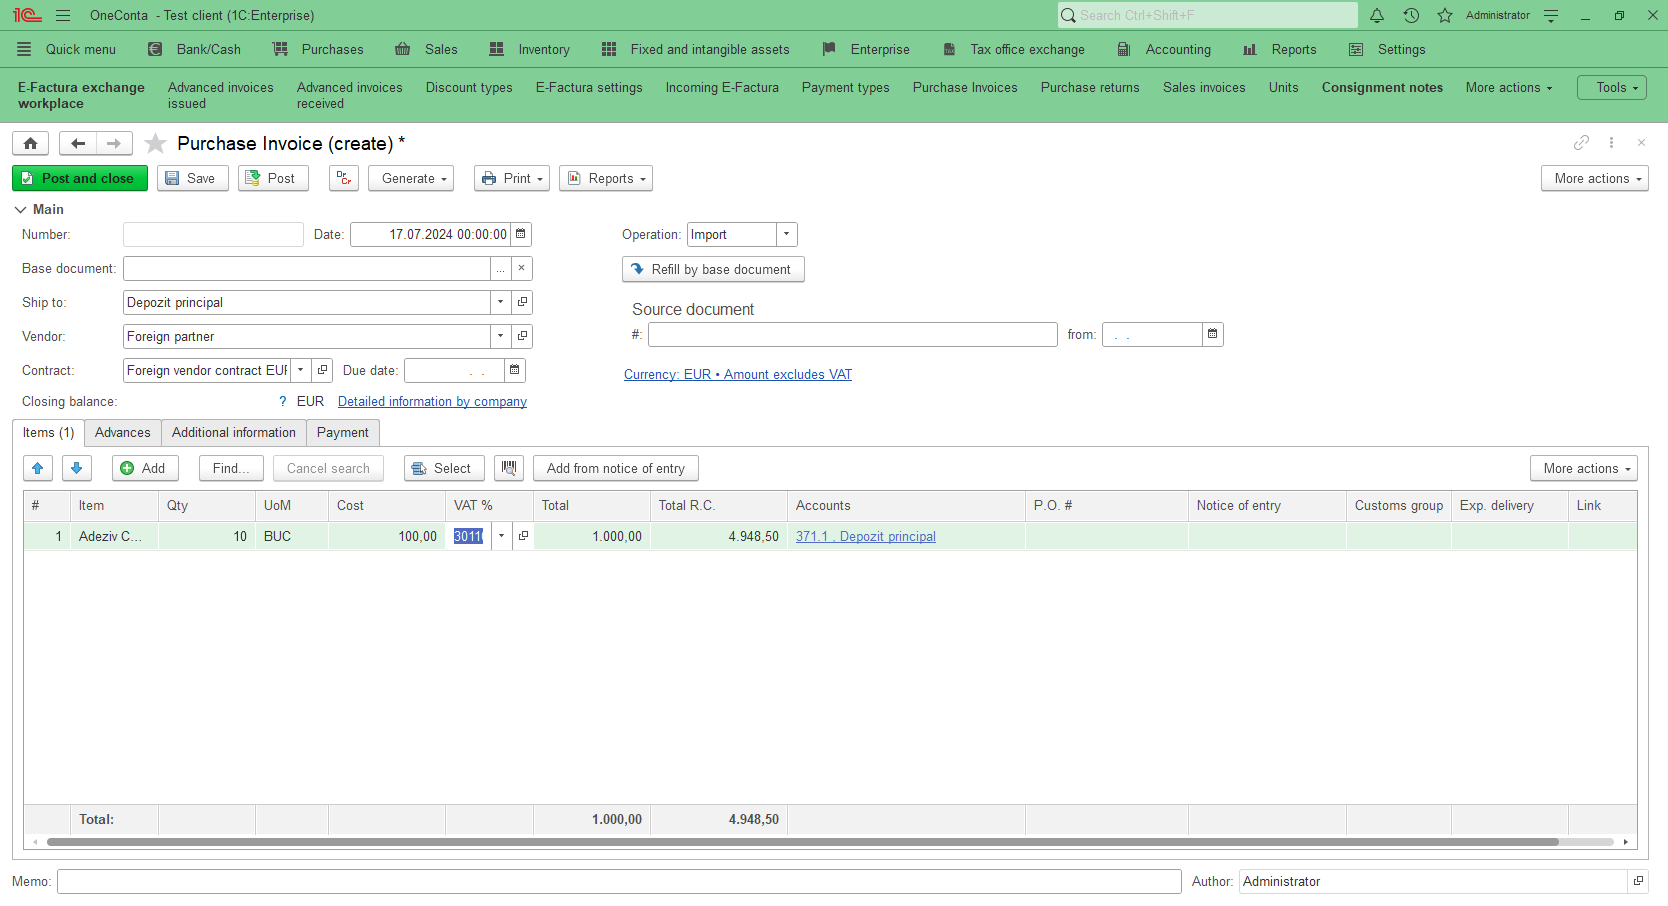 OneConta - Test client (1C:Enterprise)
Search Ctrl+Shift+F
Administrator
Quick menu
Bank/Cash
Purchases
Sales
Inventory
Fixed and intangible assets
Enterprise
Tax office exchange
Accounting
Reports
Settings
E-Factura exchange workplace
Advanced invoices issued
Advanced invoices received
Discount types
E-Factura settings
Incoming E-Factura
Payment types
Purchase Invoices
Purchase returns
Sales invoices
Units
Consignment notes
More actions
Tools
Purchase Invoice (create) *
Post and close
Save
Post
Dr Cr
Generate
Print
Reports
More actions
Main
Number:
Date: 17.07.2024 00:00:00
Operation: Import
Base document:
...
Refill by base document
Ship to: Depozit principal
Source document
Vendor: Foreign partner
#:
from: . .
Contract: Foreign vendor contract EUF
Due date: . .
Currency: EUR • Amount excludes VAT
Closing balance: ? EUR Detailed information by company
Items (1)
Advances
Additional information
Payment
Add
Find...
Cancel search
Select
Add from notice of entry
More actions
# Item Qty UoM Cost VAT % Total Total R.C. Accounts P.O. # Notice of entry Customs group Exp. delivery Link
1 Adeziv C... 10 BUC 100,00 3011 1.000,00 4.948,50 371.1 , Depozit principal
Total: 1.000,00 4.948,50
Memo:
Author: Administrator